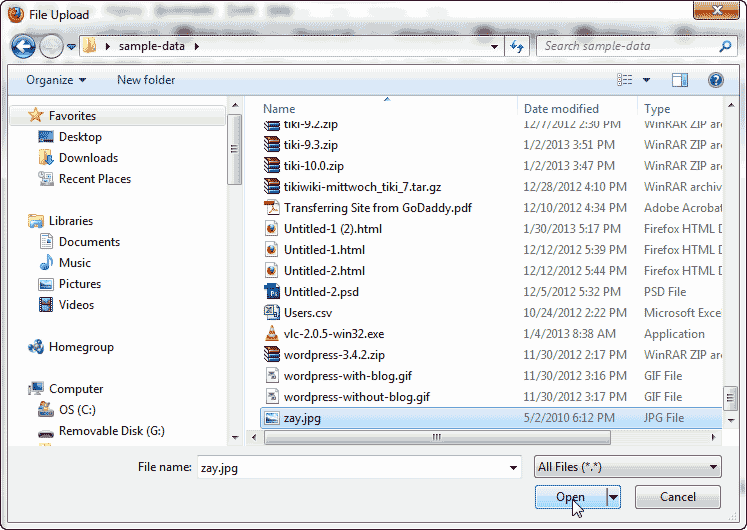 File Upload
sample-data
Search sample-data
Organize New folder
Name Date modified Type
Favorites
Desktop
Downloads
Recent Places
Libraries
Documents
Music
Pictures
Videos
Homegroup
Computer
OS (C:)
Removable Disk (G:)
tiki-9.2.zip 12/7/2012 2:30 PM WinRAR ZIP arc
tiki-9.3.zip 1/2/2013 3:51 PM WinRAR ZIP arc
tiki-10.0.zip 1/2/2013 3:47 PM WinRAR ZIP arc
tikiwiki-mittwoch_tiki_7.tar.gz 12/28/2012 4:10 PM WinRAR archiv
Transferring Site from GoDaddy.pdf 12/10/2012 4:34 PM Adobe Acrobat
Untitled-1 (2).html 1/30/2013 5:17 PM Firefox HTML D
Untitled-1.html 12/12/2012 5:39 PM Firefox HTML D
Untitled-2.html 12/12/2012 5:44 PM Firefox HTML D
Untitled-2.psd 12/5/2012 5:32 PM PSD File
Users.csv 10/24/2012 2:22 PM Microsoft Exce
vlc-2.0.5-win32.exe 1/4/2013 8:38 AM Application
wordpress-3.4.2.zip 11/30/2012 2:17 PM WinRAR ZIP arc
wordpress-with-blog.gif 11/30/2012 3:16 PM GIF File
wordpress-without-blog.gif 11/30/2012 3:17 PM GIF File
zay.jpg 5/2/2010 6:12 PM JPG File
File name: zay.jpg All Files (*.*)
Open Cancel